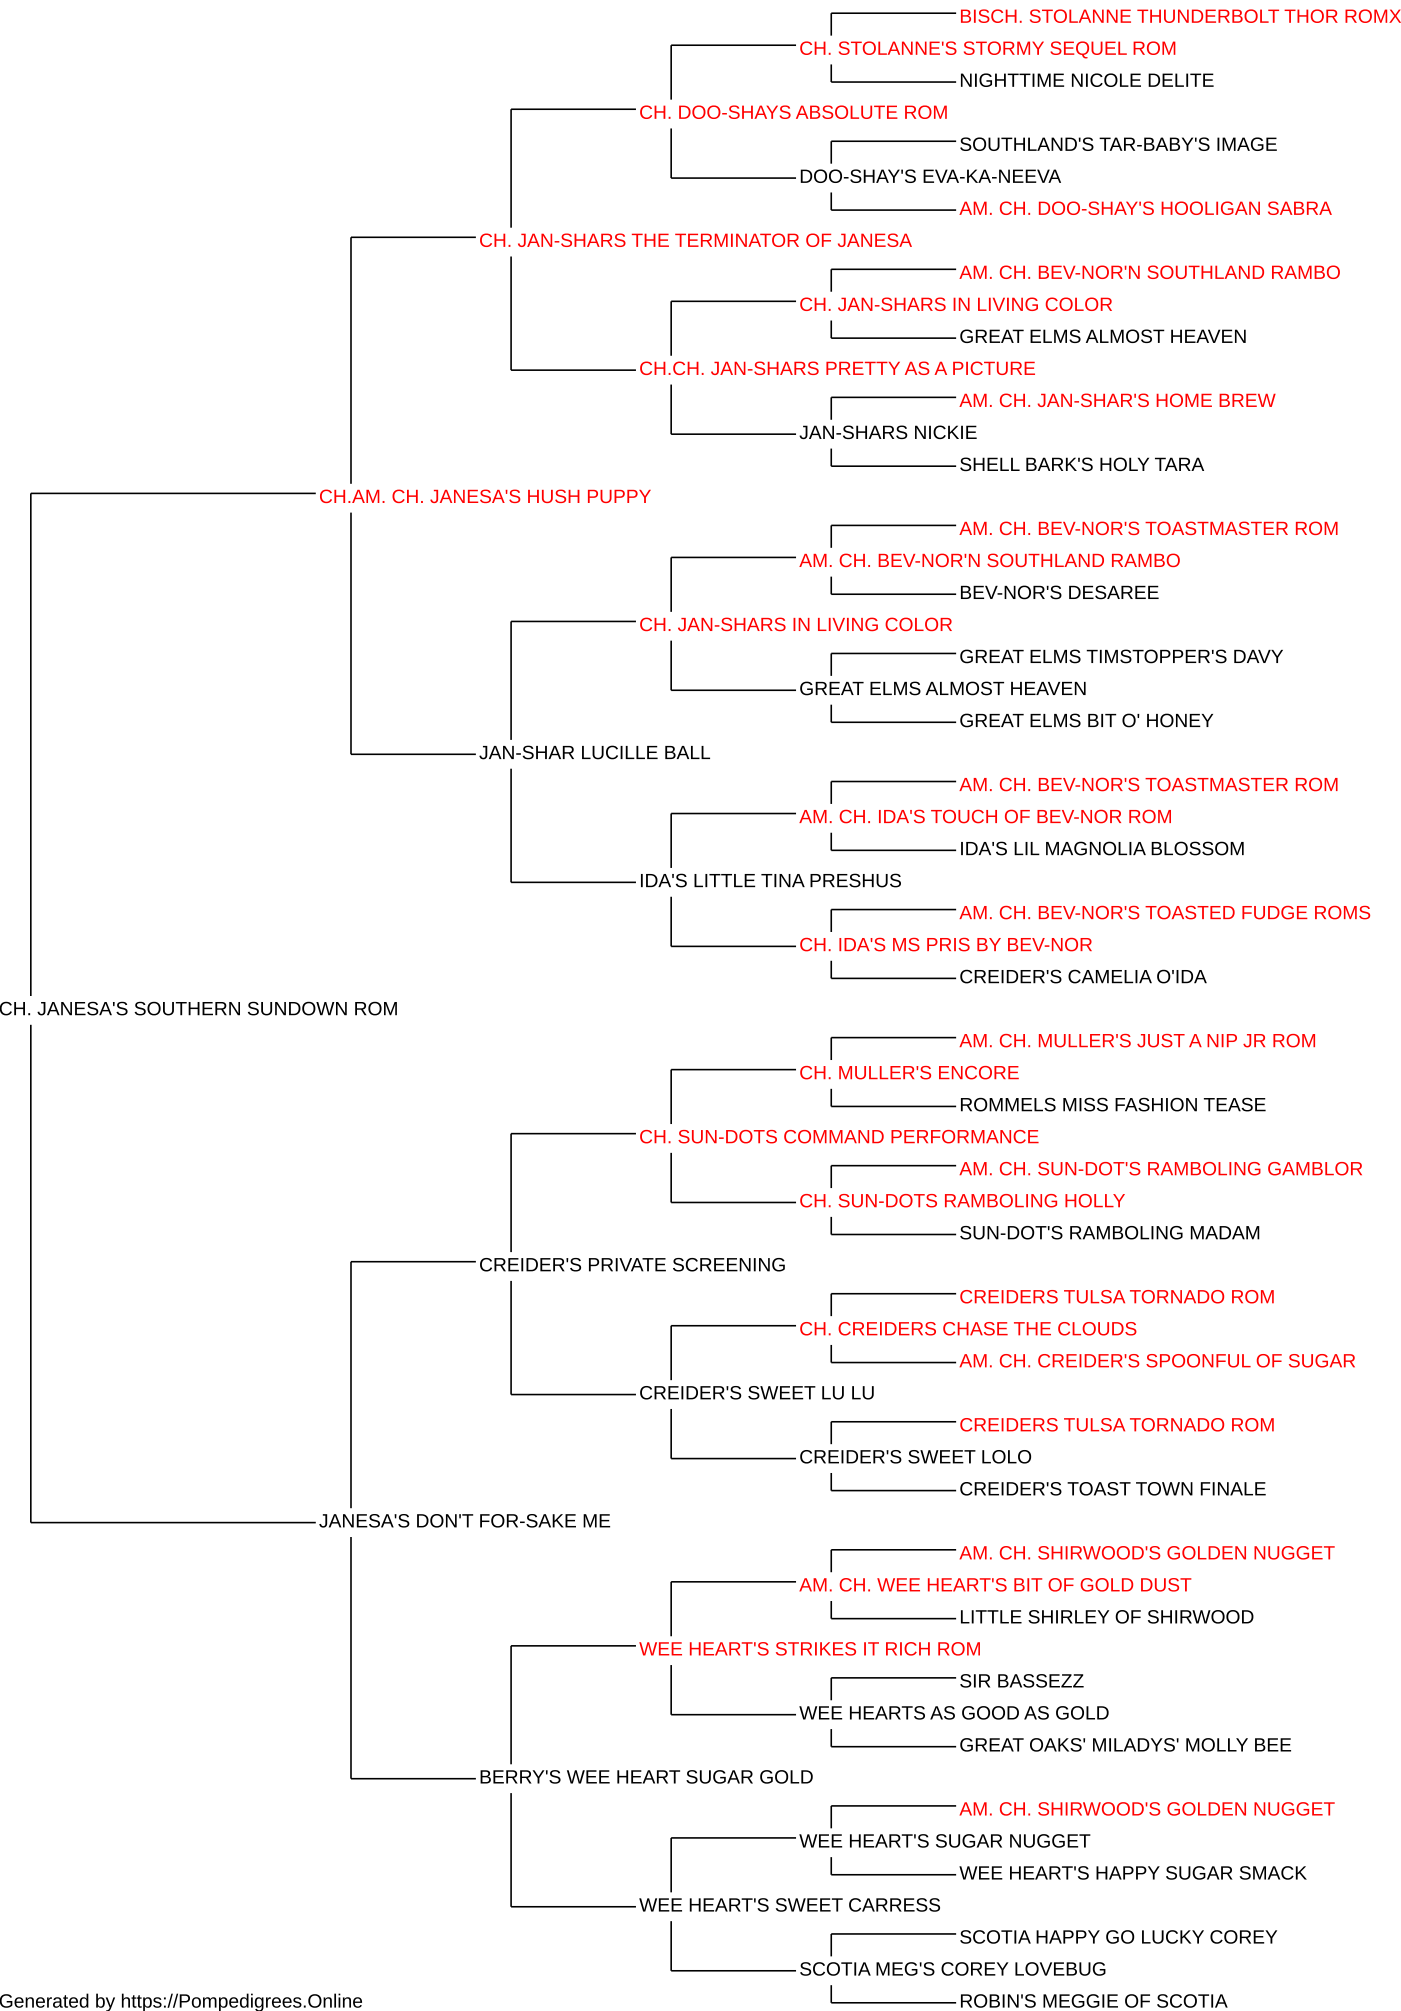 BISCH. STOLANNE THUNDERBOLT THOR ROMX
CH. STOLANNE'S STORMY SEQUEL ROM
NIGHTTIME NICOLE DELITE
CH. DOO-SHAYS ABSOLUTE ROM
SOUTHLAND'S TAR-BABY'S IMAGE
DOO-SHAY'S EVA-KA-NEEVA
AM. CH. DOO-SHAY'S HOOLIGAN SABRA
CH. JAN-SHARS THE TERMINATOR OF JANESA
AM. CH. BEV-NOR'N SOUTHLAND RAMBO
CH. JAN-SHARS IN LIVING COLOR
GREAT ELMS ALMOST HEAVEN
CH.CH. JAN-SHARS PRETTY AS A PICTURE
AM. CH. JAN-SHAR'S HOME BREW
JAN-SHARS NICKIE
SHELL BARK'S HOLY TARA
CH.AM. CH. JANESA'S HUSH PUPPY
AM. CH. BEV-NOR'S TOASTMASTER ROM
AM. CH. BEV-NOR'N SOUTHLAND RAMBO
BEV-NOR'S DESAREE
CH. JAN-SHARS IN LIVING COLOR
GREAT ELMS TIMSTOPPER'S DAVY
GREAT ELMS ALMOST HEAVEN
GREAT ELMS BIT O' HONEY
JAN-SHAR LUCILLE BALL
AM. CH. BEV-NOR'S TOASTMASTER ROM
AM. CH. IDA'S TOUCH OF BEV-NOR ROM
IDA'S LIL MAGNOLIA BLOSSOM
IDA'S LITTLE TINA PRESHUS
AM. CH. BEV-NOR'S TOASTED FUDGE ROMS
CH. IDA'S MS PRIS BY BEV-NOR
CREIDER'S CAMELIA O'IDA
CH. JANESA'S SOUTHERN SUNDOWN ROM
AM. CH. MULLER'S JUST A NIP JR ROM
CH. MULLER'S ENCORE
ROMMELS MISS FASHION TEASE
CH. SUN-DOTS COMMAND PERFORMANCE
AM. CH. SUN-DOT'S RAMBOLING GAMBLOR
CH. SUN-DOTS RAMBOLING HOLLY
SUN-DOT'S RAMBOLING MADAM
CREIDER'S PRIVATE SCREENING
CREIDERS TULSA TORNADO ROM
CH. CREIDERS CHASE THE CLOUDS
AM. CH. CREIDER'S SPOONFUL OF SUGAR
CREIDER'S SWEET LU LU
CREIDERS TULSA TORNADO ROM
CREIDER'S SWEET LOLO
CREIDER'S TOAST TOWN FINALE
JANESA'S DON'T FOR-SAKE ME
AM. CH. SHIRWOOD'S GOLDEN NUGGET
AM. CH. WEE HEART'S BIT OF GOLD DUST
LITTLE SHIRLEY OF SHIRWOOD
WEE HEART'S STRIKES IT RICH ROM
SIR BASSEZZ
WEE HEARTS AS GOOD AS GOLD
GREAT OAKS' MILADYS' MOLLY BEE
BERRY'S WEE HEART SUGAR GOLD
AM. CH. SHIRWOOD'S GOLDEN NUGGET
WEE HEART'S SUGAR NUGGET
WEE HEART'S HAPPY SUGAR SMACK
WEE HEART'S SWEET CARRESS
SCOTIA HAPPY GO LUCKY COREY
SCOTIA MEG'S COREY LOVEBUG
ROBIN'S MEGGIE OF SCOTIA
Generated by https://Pompedigrees.Online